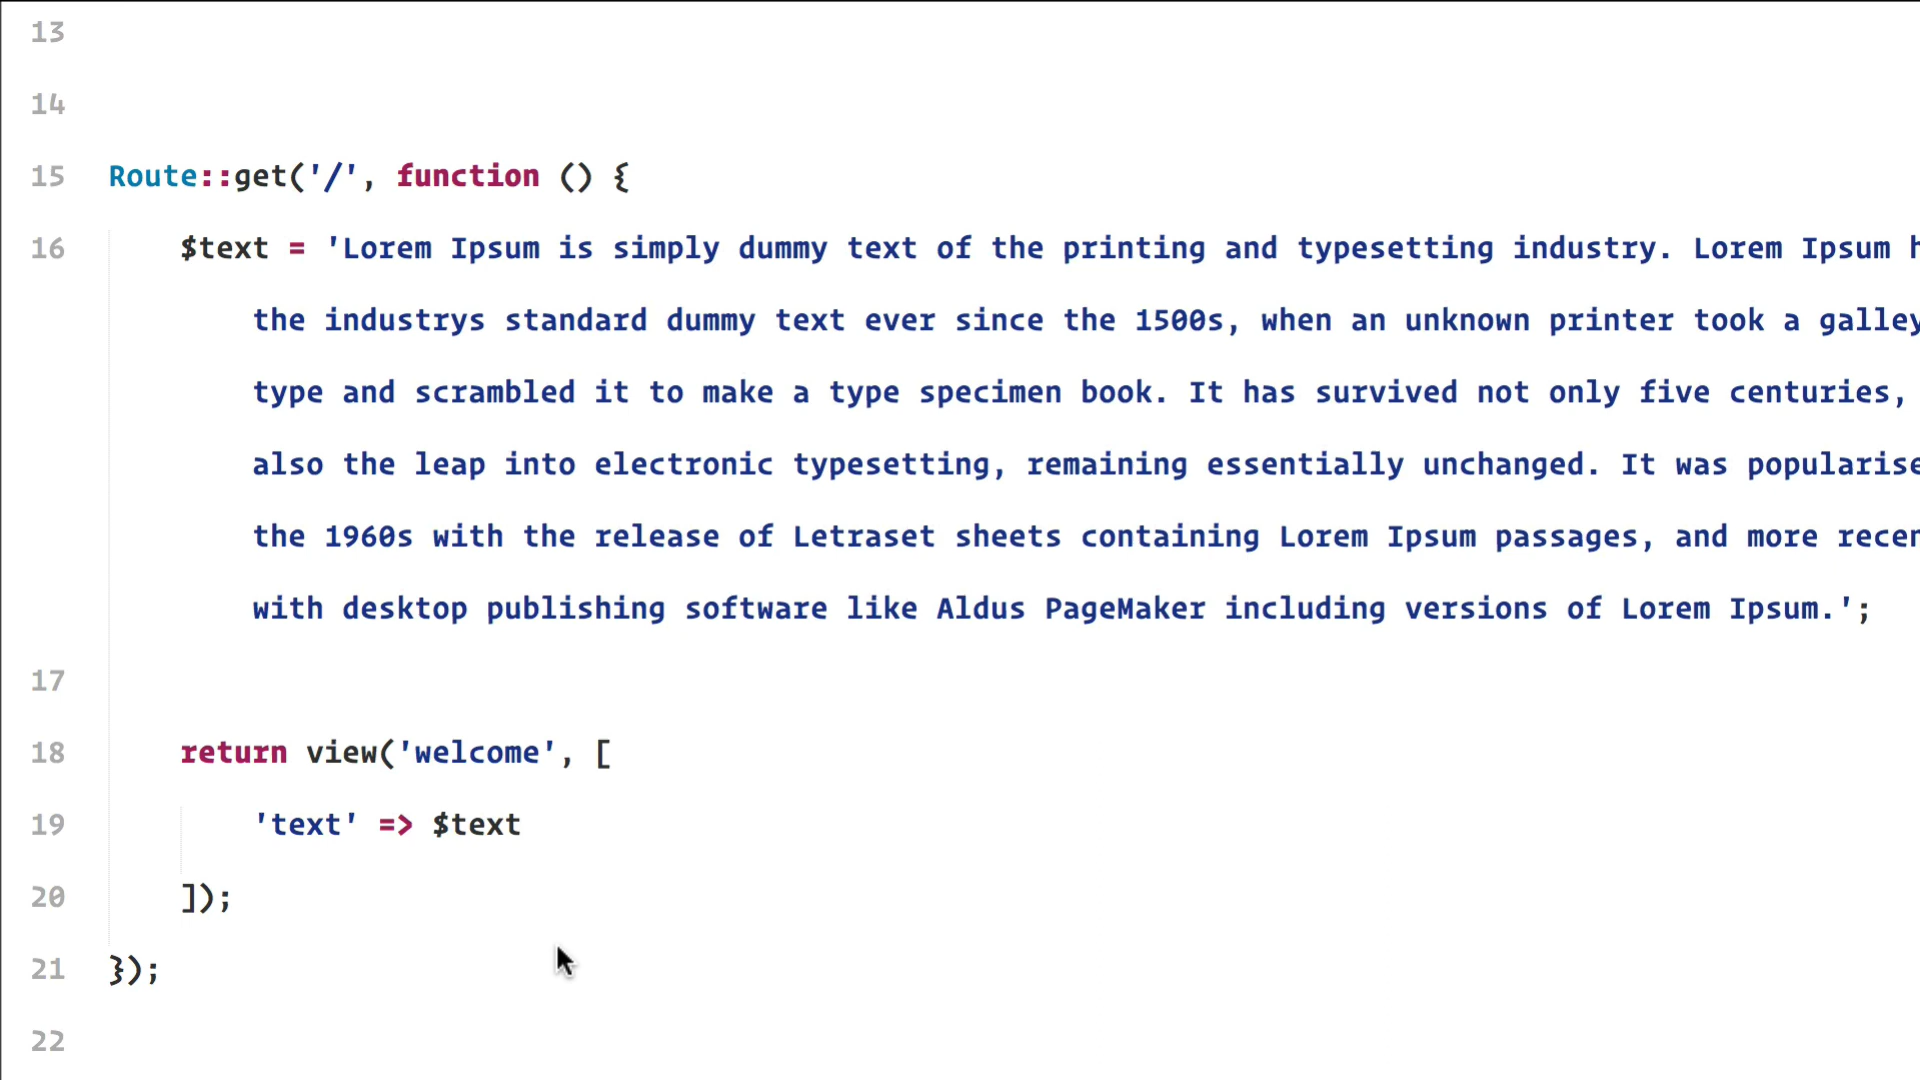 13
14
15 Route::get('/', function () {
16 $text = 'Lorem Ipsum is simply dummy text of the printing and typesetting industry. Lorem Ipsum
the industrys standard dummy text ever since the 1500s, when an unknown printer took a galley
type and scrambled it to make a type specimen book. It has survived not only five centuries,
also the leap into electronic typesetting, remaining essentially unchanged. It was popularise
the 1960s with the release of Letraset sheets containing Lorem Ipsum passages, and more
with desktop publishing software like Aldus PageMaker including versions of Lorem Ipsum.';
17
18 return view('welcome', [
19 'text' => $text
20 ]);
21 });
22